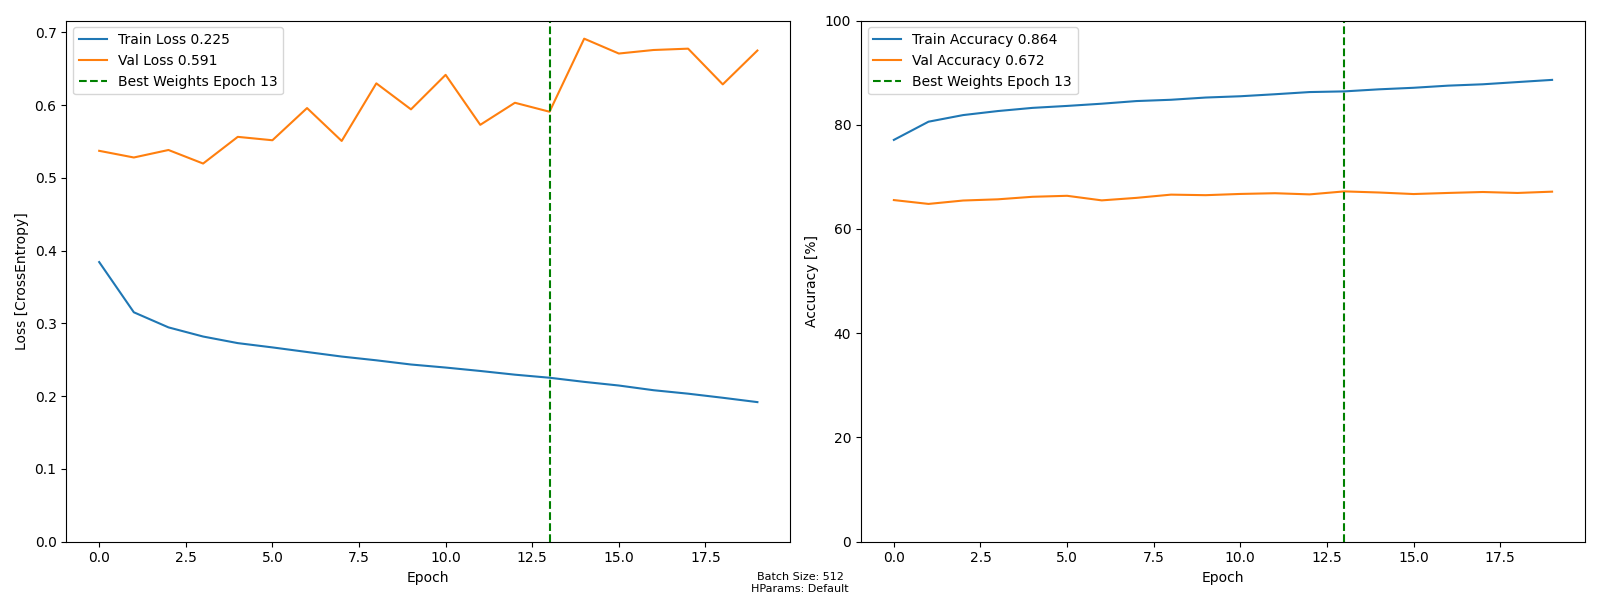 Train Loss 0.225
Val Loss 0.591
Best Weights Epoch 13
0.7
0.6
0.5
0.4
0.3
0.2
0.1
0.0
Loss [CrossEntropy]
0.0 2.5 5.0 7.5 10.0 12.5 15.0 17.5
Epoch
Train Accuracy 0.864
Val Accuracy 0.672
Best Weights Epoch 13
100
80
60
40
20
0
Accuracy [%]
0.0 2.5 5.0 7.5 10.0 12.5 15.0 17.5
Epoch
Batch Size: 512
HParams: Default